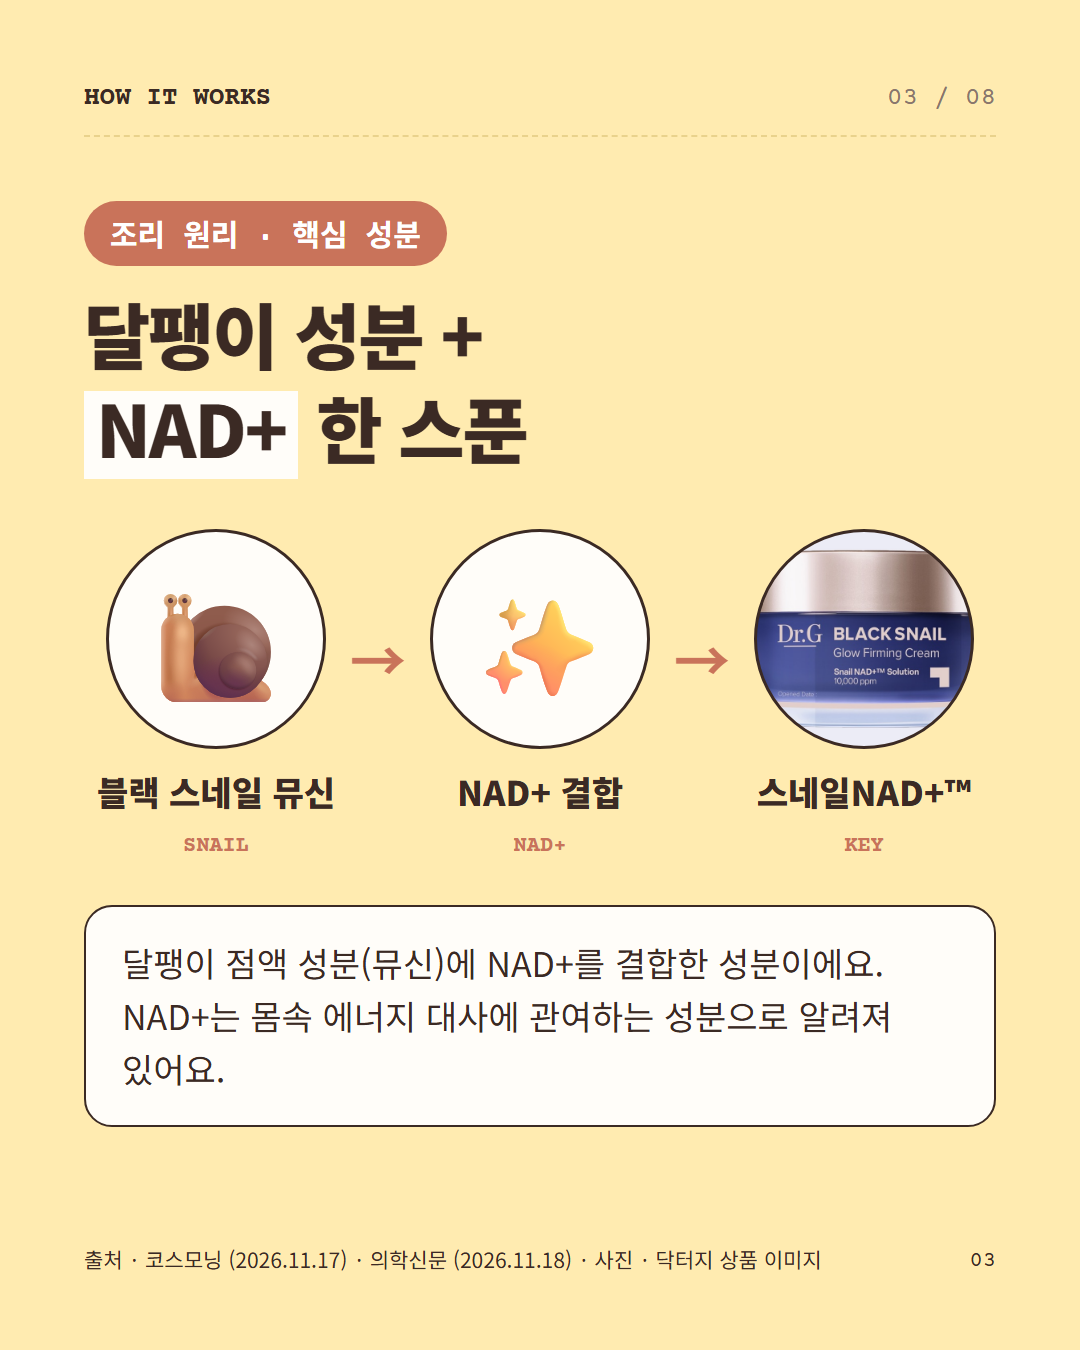 HOW IT WORKS
03 / 08
조리 원리 · 핵심 성분
달팽이 성분 +
NAD+ 한 스푼
Dr.G
BLACK SNAIL
Glow Firming Cream
Snail NAD+™ Solution
10,000 ppm
블랙 스네일 뮤신
NAD+ 결합
스네일NAD+™
SNAIL
NAD+
KEY
달팽이 점액 성분(뮤신)에 NAD+를 결합한 성분이에요.
NAD+는 몸속 에너지 대사에 관여하는 성분으로 알려져
있어요.
출처 · 코스모닝 (2026.11.17) · 의학신문 (2026.11.18) · 사진 · 닥터지 상품 이미지
03